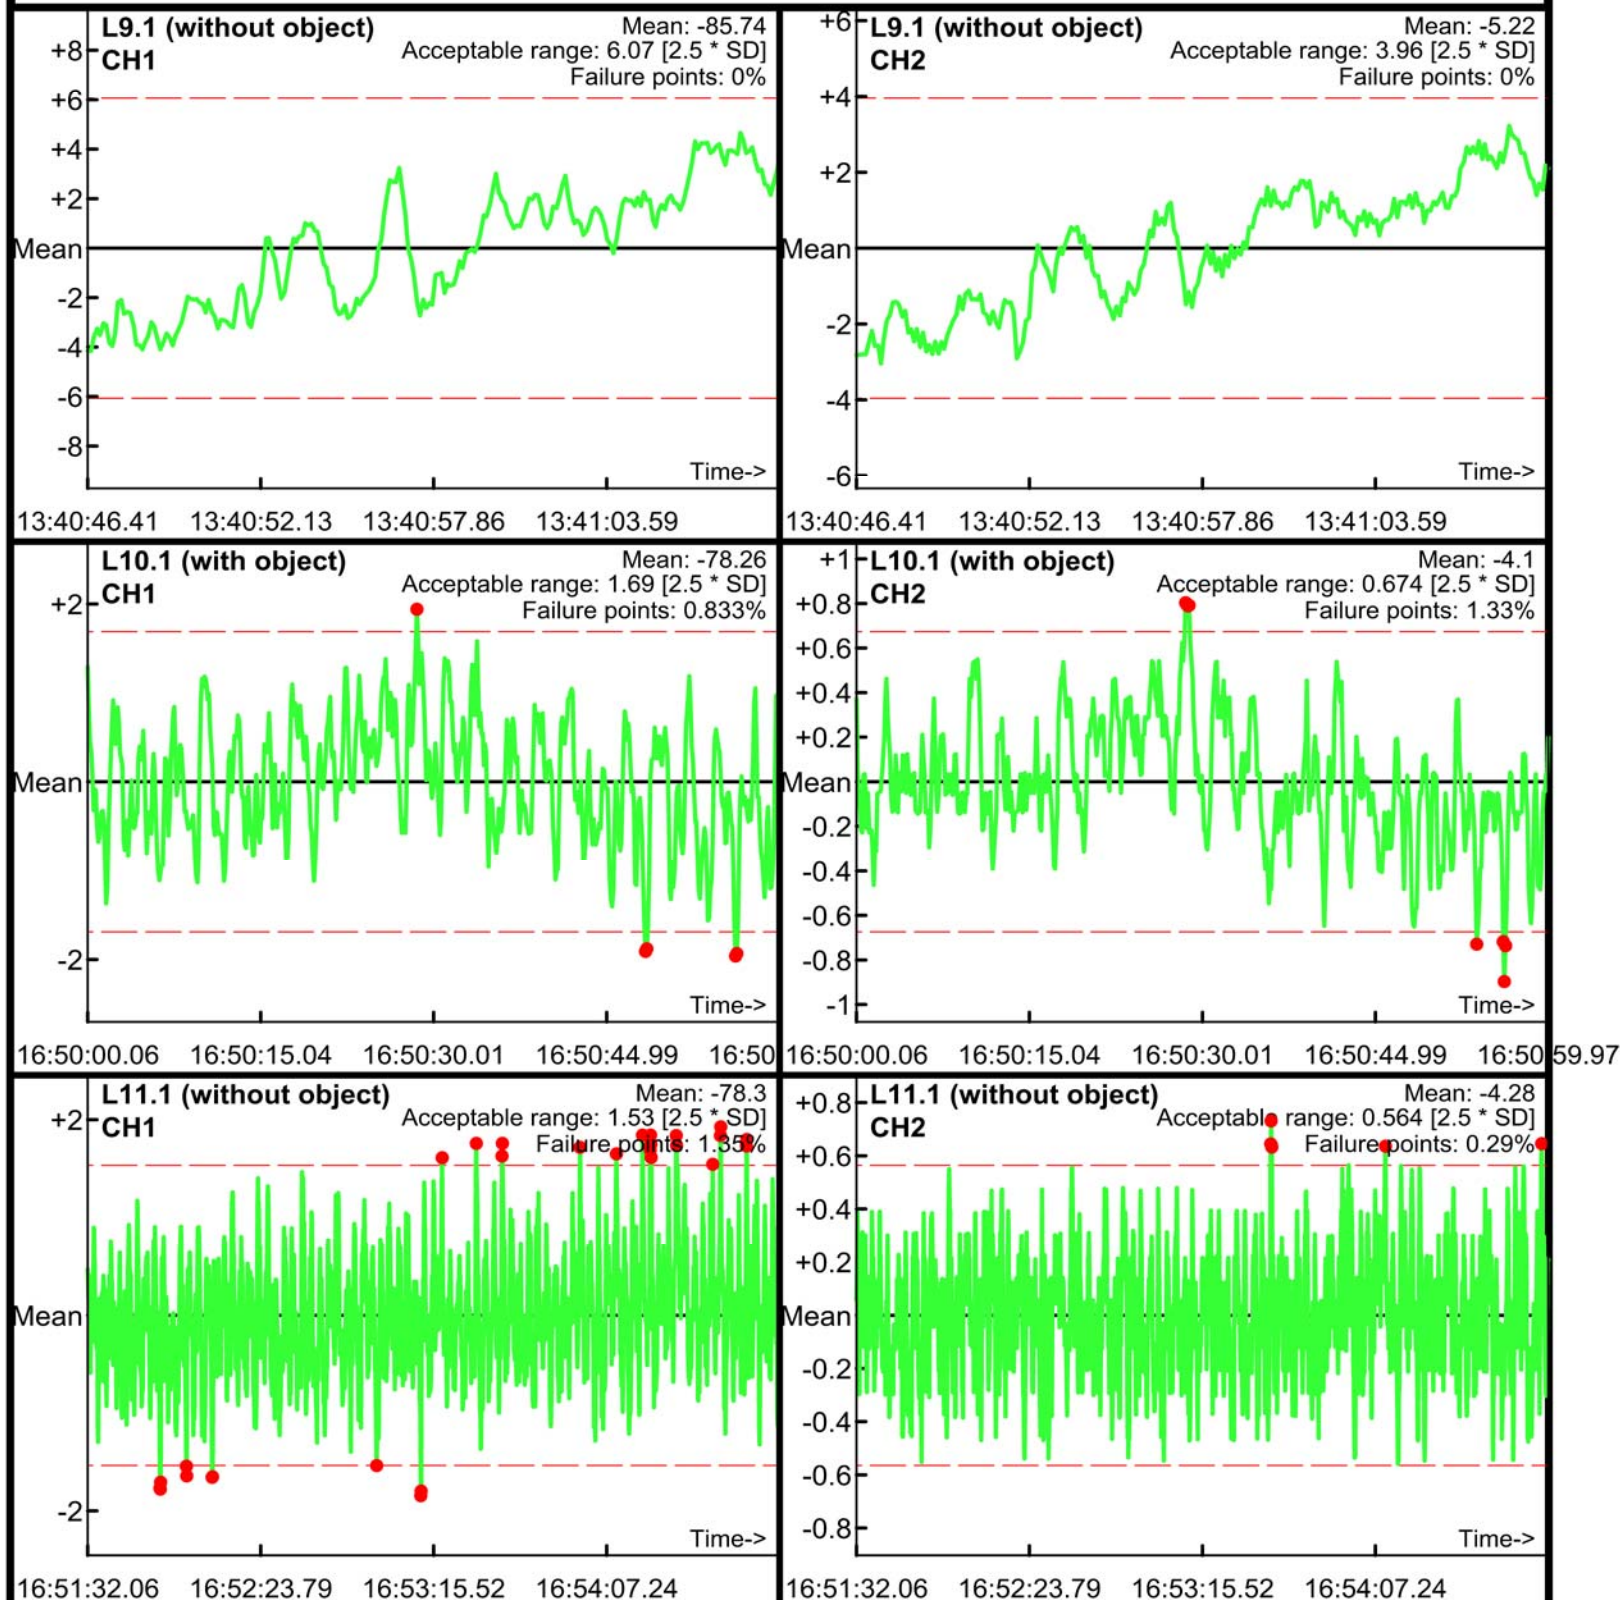 L9.1 (without object)
CH1
Mean: -85.74
Acceptable range: 6.07 [2.5 * SD]
Failure points: 0%
+8
+6
+4
+2
Mean
-2
-4
-6
-8
Time->
13:40:46.41 13:40:52.13 13:40:57.86 13:41:03.59
L9.1 (without object)
CH2
Mean: -5.22
Acceptable range: 3.96 [2.5 * SD]
Failure points: 0%
+6
+4
+2
Mean
-2
-4
-6
Time->
13:40:46.41 13:40:52.13 13:40:57.86 13:41:03.59
L10.1 (with object)
CH1
Mean: -78.26
Acceptable range: 1.69 [2.5 * SD]
Failure points: 0.833%
+2
Mean
-2
Time->
16:50:00.06 16:50:15.04 16:50:30.01 16:50:44.99 16:50
L10.1 (with object)
CH2
Mean: -4.1
Acceptable range: 0.674 [2.5 * SD]
Failure points: 1.33%
+1
+0.8
+0.6
+0.4
+0.2
Mean
-0.2
-0.4
-0.6
-0.8
-1
Time->
16:50:00.06 16:50:15.04 16:50:30.01 16:50:44.99 16:50:59.97
L11.1 (without object)
CH1
Mean: -78.3
Acceptable range: 1.53 [2.5 * SD]
Failure points: 1.35%
+2
Mean
-2
Time->
16:51:32.06 16:52:23.79 16:53:15.52 16:54:07.24
L11.1 (without object)
CH2
Mean: -4.28
Acceptable range: 0.564 [2.5 * SD]
Failure points: 0.29%
+0.8
+0.6
+0.4
+0.2
Mean
-0.2
-0.4
-0.6
-0.8
Time->
16:51:32.06 16:52:23.79 16:53:15.52 16:54:07.24